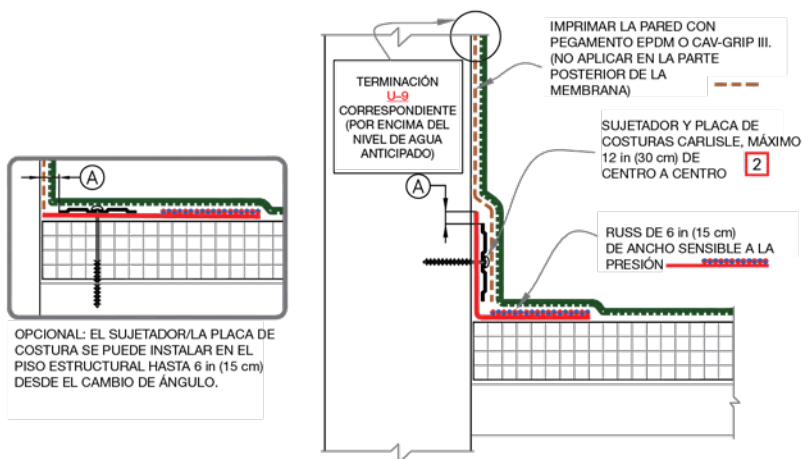 IMPRIMAR LA PARED CON
PEGAMENTO EPDM O CAV-GRIP III.
(NO APLICAR EN LA PARTE
POSTERIOR DE LA
MEMBRANA)
TERMINACIÓN
U-9
CORRESPONDIENTE
(POR ENCIMA DEL
NIVEL DE AGUA
ANTICIPADO)
SUJETADOR Y PLACA DE
COSTURAS CARLISLE, MÁXIMO
12 in (30 cm) DE
CENTRO A CENTRO 2
A
A
RUSS DE 6 in (15 cm)
DE ANCHO SENSIBLE A LA
PRESIÓN
OPCIONAL: EL SUJETADOR/LA PLACA DE
COSTURA SE PUEDE INSTALAR EN EL
PISO ESTRUCTURAL HASTA 6 in (15 cm)
DESDE EL CAMBIO DE ÁNGULO.